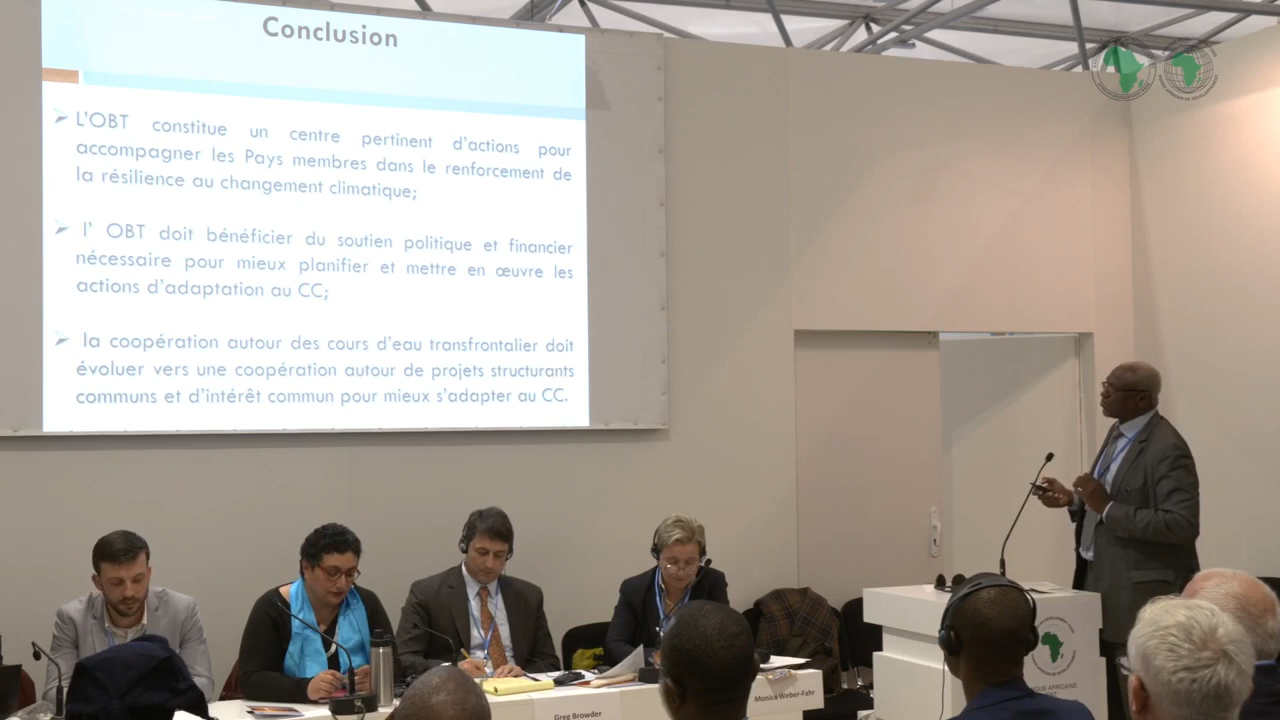 Conclusion
➢ L'OBT constitue un centre pertinent d'actions pour
accompagner les Pays membres dans le renforcement de
la résilience au changement climatique;
➢ l' OBT doit bénéficier du soutien politique et financier
nécessaire pour mieux planifier et mettre en œuvre les
actions d'adaptation au CC;
➢ la coopération autour des cours d'eau transfrontalier doit
évoluer vers une coopération autour de projets structurants
communs et d'intérêt commun pour mieux s'adapter au CC.
Greg Browder
Monica Weber-Fahr
QUE AFRICAINE